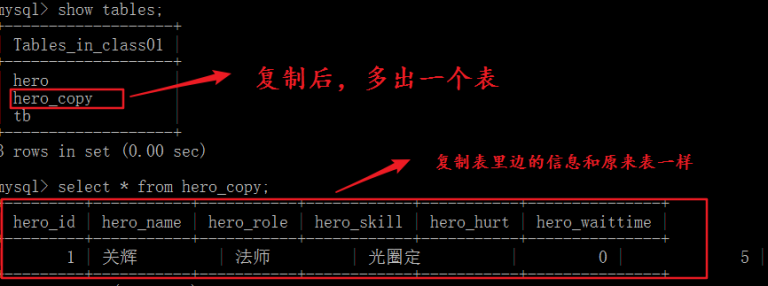 mysql> show tables;
Tables_in_class01
hero
hero_copy
tb
3 rows in set (0.00 sec)
复制后，多出一个表
复制表里边的信息和原来表一样
mysql> select * from hero_copy;
| hero_id | hero_name | hero_role | hero_skill | hero_hurt | hero_waittime |
| 1 | 关辉 | 法师 | 光圈定 | 0 | 5 |